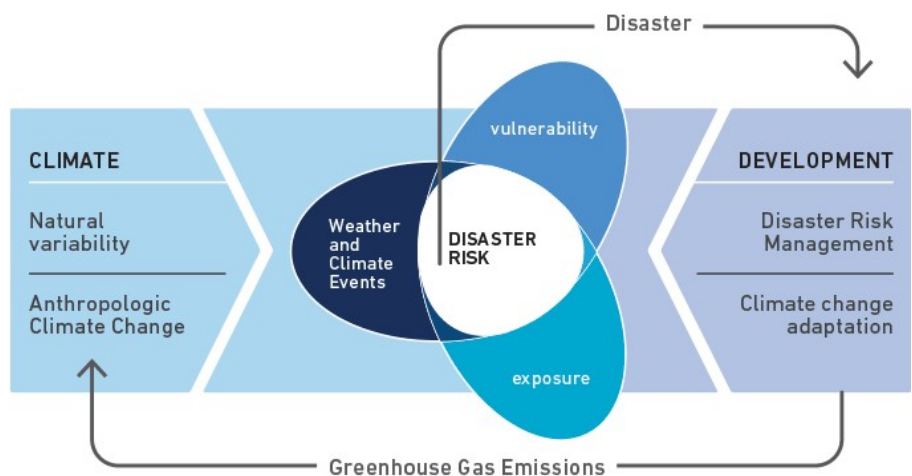 Disaster
CLIMATE
Natural
variability
Anthropologic
Climate Change
Weather
and
Climate
Events
DISASTER
RISK
vulnerability
exposure
DEVELOPMENT
Disaster Risk
Management
Climate change
adaptation
Greenhouse Gas Emissions